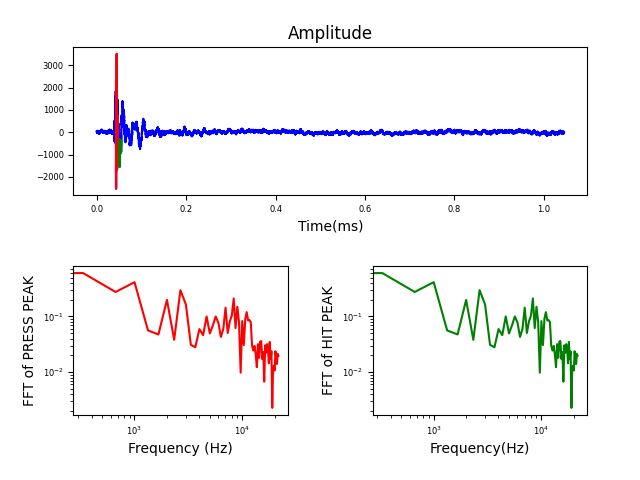 Amplitude
3000
2000
1000
0
−1000
−2000
0.0 0.2 0.4 0.6 0.8 1.0
Time(ms)
FFT of PRESS PEAK
10⁻¹
10⁻²
10³ 10⁴
Frequency (Hz)
FFT of HIT PEAK
10⁻¹
10⁻²
10³ 10⁴
Frequency(Hz)